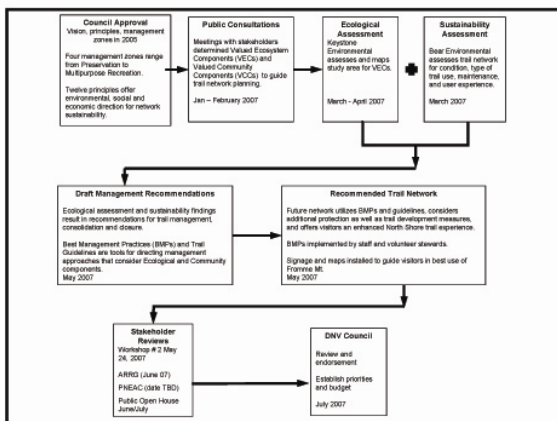 Council Approval
Vision, principles, management
zones in 2005
Four management zones range
from Preservation to
Multipurpose Recreation.
Twelve principles offer
environmental, social and
economic direction for network
sustainability.
Public Consultations
Meetings with stakeholders
determined Valued Ecosystem
Components (VECs) and
Valued Community
Components (VCCs) to guide
trail network planning.
Jan – February 2007
Ecological
Assessment
Keystone
Environmental
assesses and maps
study area for VECs.
March - April 2007
Sustainability
Assessment
Bear Environmental
assesses trail network
for condition, type of
trail use, maintenance,
and user experience.
March 2007
Draft Management Recommendations
Ecological assessment and sustainability findings
result in recommendations for trail management,
consolidation and closure.
Best Management Practices (BMPs) and Trail
Guidelines are tools for directing management
approaches that consider Ecological and Community
components.
May 2007
Recommended Trail Network
Future network utilizes BMPs and guidelines, considers
additional protection as well as trail development measures,
and offers visitors an enhanced North Shore trail experience.
BMPs implemented by staff and volunteer stewards.
Signage and maps installed to guide visitors in best use of
Fromme Mt.
May 2007
Stakeholder
Reviews
Workshop # 2 May
24, 2007
ARRG (June 07)
PNEAC (date TBD)
Public Open House
June/July
DNV Council
Review and
endorsement
Establish priorities
and budget
July 2007